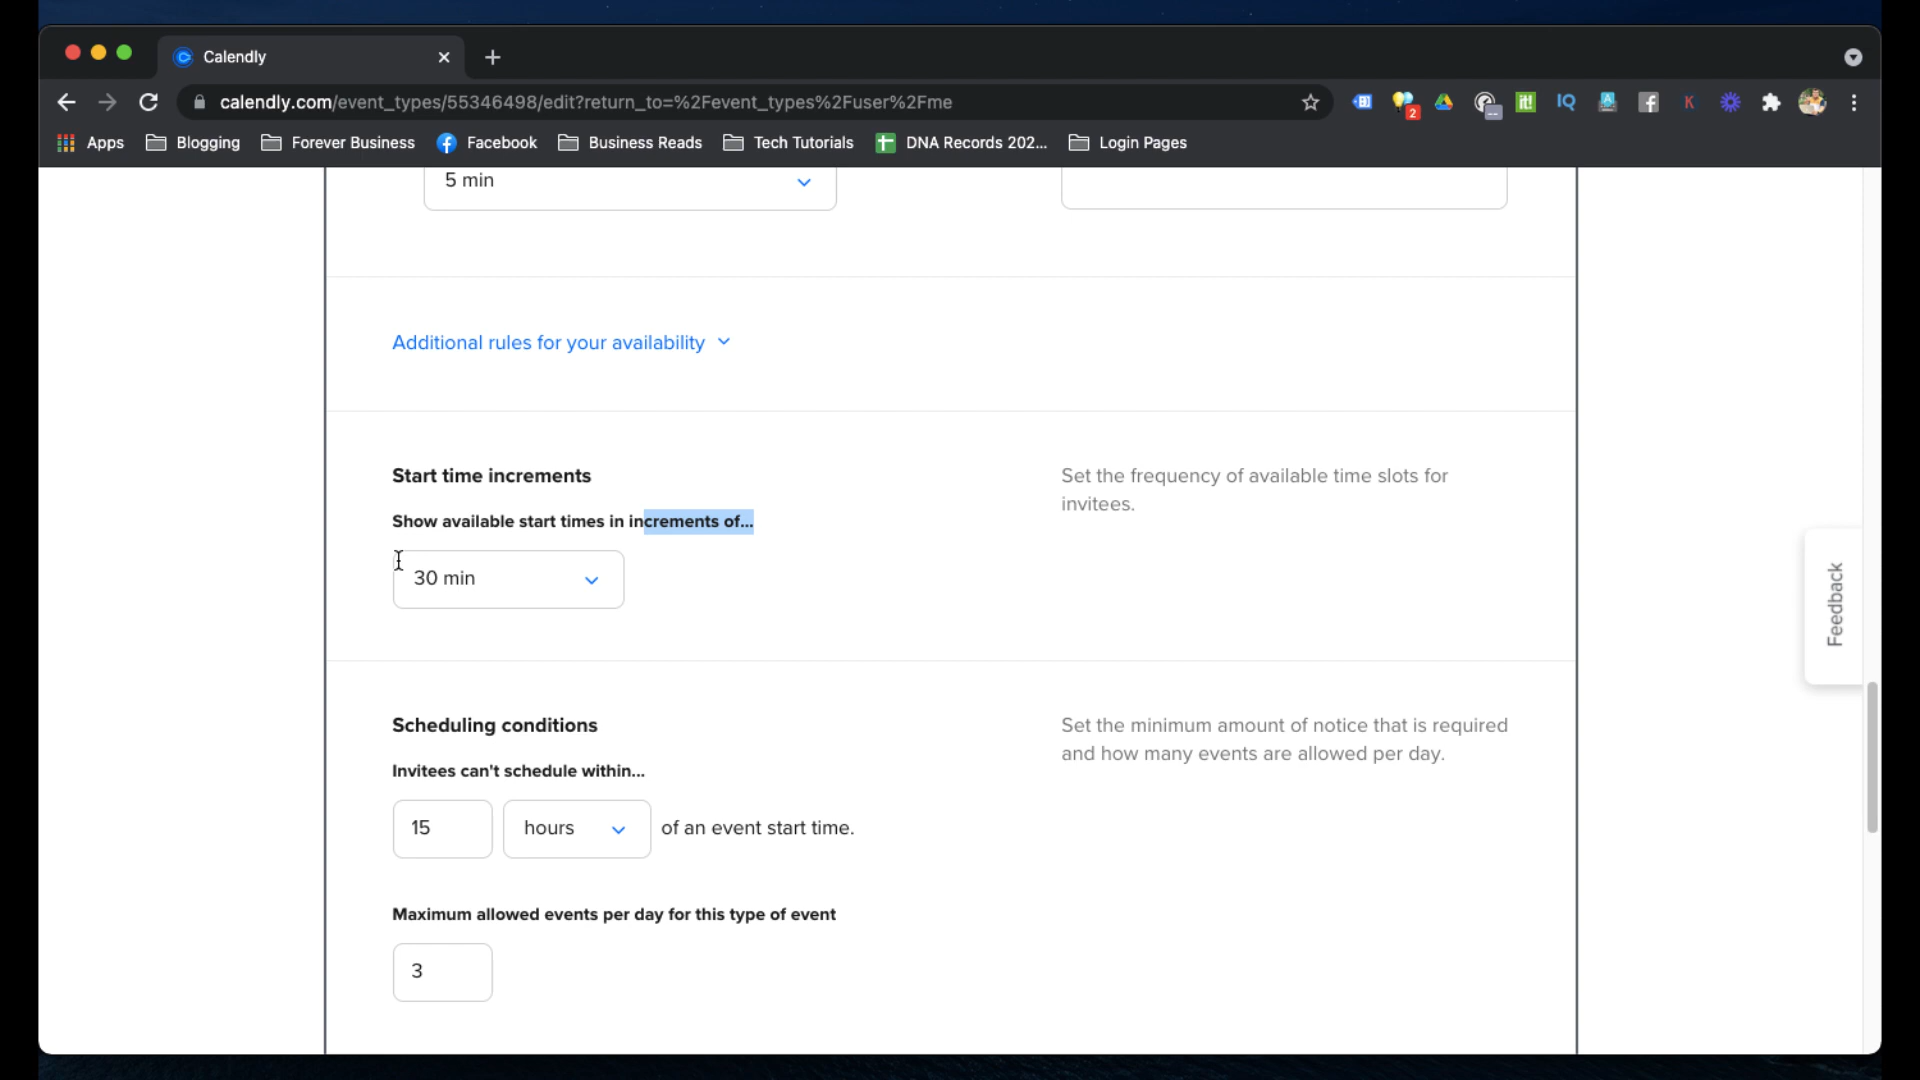 Calendly
calendly.com/event_types/55346498/edit?return_to=%2Fevent_types%2Fuser%2Fme
2
IQ
K
Apps
Blogging
Forever Business
Facebook
Business Reads
Tech Tutorials
DNA Records 202...
Login Pages
5 min
Additional rules for your availability
Start time increments
Set the frequency of available time slots for
invitees.
Show available start times in increments of...
30 min
Feedback
Scheduling conditions
Set the minimum amount of notice that is required
and how many events are allowed per day.
Invitees can't schedule within...
15 hours of an event start time.
Maximum allowed events per day for this type of event
3